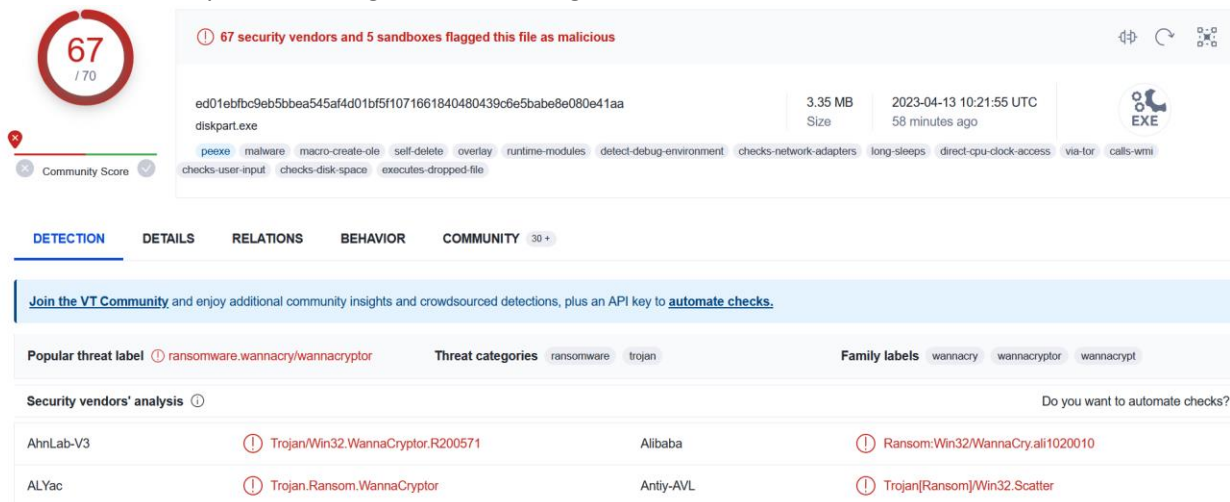 67
/ 70
Community Score
67 security vendors and 5 sandboxes flagged this file as malicious
ed01ebfbc9eb5bbea545af4d01bf5f1071661840480439c6e5babe8e080e41aa
diskpart.exe
3.35 MB
Size
2023-04-13 10:21:55 UTC
58 minutes ago
EXE
peexe malware macro-create-ole self-delete overlay runtime-modules detect-debug-environment checks-network-adapters long-sleeps direct-cpu-clock-access via-tor calls-wmi
checks-user-input checks-disk-space executes-dropped-file
DETECTION DETAILS RELATIONS BEHAVIOR COMMUNITY 30 +
Join the VT Community and enjoy additional community insights and crowdsourced detections, plus an API key to automate checks.
Popular threat label ransomware.wannacry/wannacryptor Threat categories ransomware trojan Family labels wannacry wannacryptor wannacrypt
Security vendors' analysis Do you want to automate checks?
AhnLab-V3 Trojan/Win32.WannaCryptor.R200571 Alibaba Ransom:Win32/WannaCry.ali1020010
ALYac Trojan.Ransom.WannaCryptor Antiy-AVL Trojan[Ransom]/Win32.Scatter